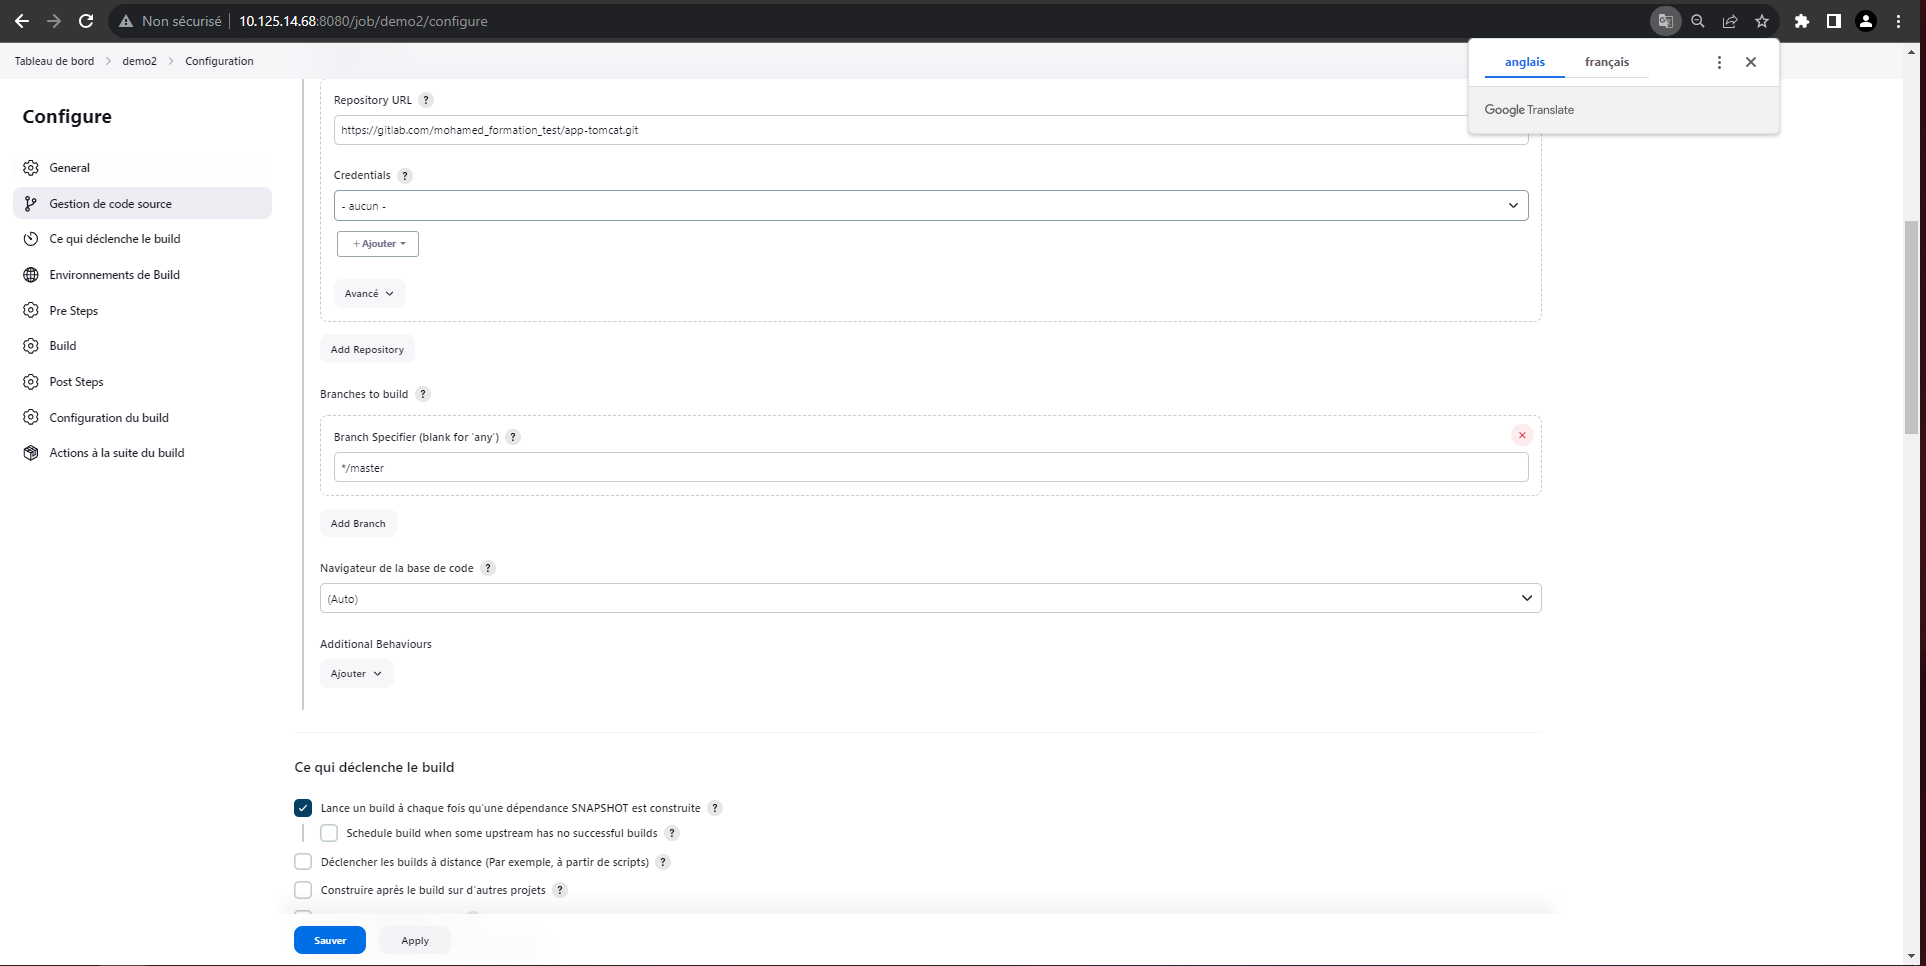 Non sécurisé 10.125.14.68:8080/job/demo2/configure
Tableau de bord demo2 Configuration
anglais français
Google Translate
Configure
General
Gestion de code source
Ce qui déclenche le build
Environnements de Build
Pre Steps
Build
Post Steps
Configuration du build
Actions à la suite du build
Repository URL ?
https://gitlab.com/mohamed_formation_test/app-tomcat.git
Credentials ?
- aucun -
+ Ajouter
Avancé
Add Repository
Branches to build ?
Branch Specifier (blank for 'any') ?
*/master
Add Branch
Navigateur de la base de code ?
(Auto)
Additional Behaviours
Ajouter
Ce qui déclenche le build
Lance un build à chaque fois qu'une dépendance SNAPSHOT est construite ?
Schedule build when some upstream has no successful builds ?
Déclencher les builds à distance (Par exemple, à partir de scripts) ?
Construire après le build sur d'autres projets ?
Sauver Apply